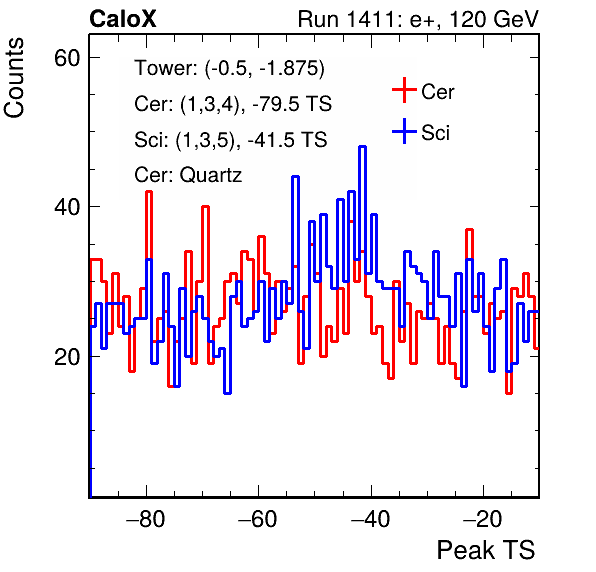 CaloX Run 1411: e+, 120 GeV
Counts
60
40
20
Tower: (-0.5, -1.875)
Cer: (1,3,4), -79.5 TS
Sci: (1,3,5), -41.5 TS
Cer: Quartz
Cer
Sci
−80 −60 −40 −20
Peak TS